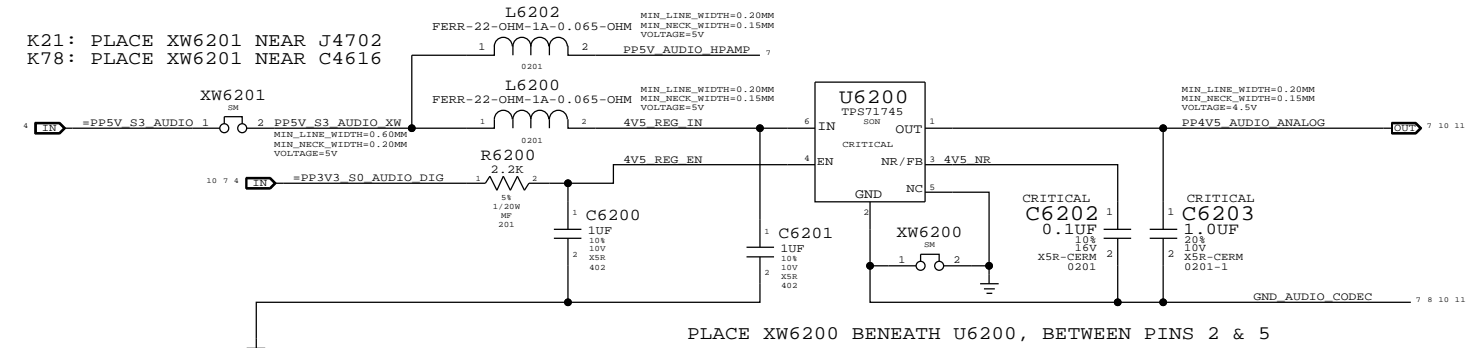 L6202
FERR-22-OHM-1A-0.065-OHM
MIN_LINE_WIDTH=0.20MM
MIN_NECK_WIDTH=0.15MM
VOLTAGE=5V
K21: PLACE XW6201 NEAR J4702
K78: PLACE XW6201 NEAR C4616
1
2
PP5V_AUDIO_HPAMP
7
0201
L6200
FERR-22-OHM-1A-0.065-OHM
MIN_LINE_WIDTH=0.20MM
MIN_NECK_WIDTH=0.15MM
VOLTAGE=5V
XW6201
SM
4
IN
=PP5V_S3_AUDIO
1
2
PP5V_S3_AUDIO_XW
MIN_LINE_WIDTH=0.60MM
MIN_NECK_WIDTH=0.20MM
VOLTAGE=5V
1
2
0201
4V5_REG_IN
U6200
TPS71745
SON
CRITICAL
6
IN
OUT
1
4
EN
NR/FB
3
4V5_NR
NC
5
GND
2
MIN_LINE_WIDTH=0.20MM
MIN_NECK_WIDTH=0.15MM
VOLTAGE=4.5V
PP4V5_AUDIO_ANALOG
OUT
7 10 11
R6200
2.2K
10 7 4
IN
=PP3V3_S0_AUDIO_DIG
1
2
5%
1/20W
MF
201
4V5_REG_EN
1
2
C6200
1UF
10%
10V
X5R
402
1
2
C6201
1UF
10%
10V
X5R
402
XW6200
SM
1
2
CRITICAL
C6202
0.1UF
10%
16V
X5R-CERM
0201
1
2
CRITICAL
C6203
1.0UF
20%
10V
X5R-CERM
0201-1
1
2
GND_AUDIO_CODEC
7 8 10 11
PLACE XW6200 BENEATH U6200, BETWEEN PINS 2 & 5